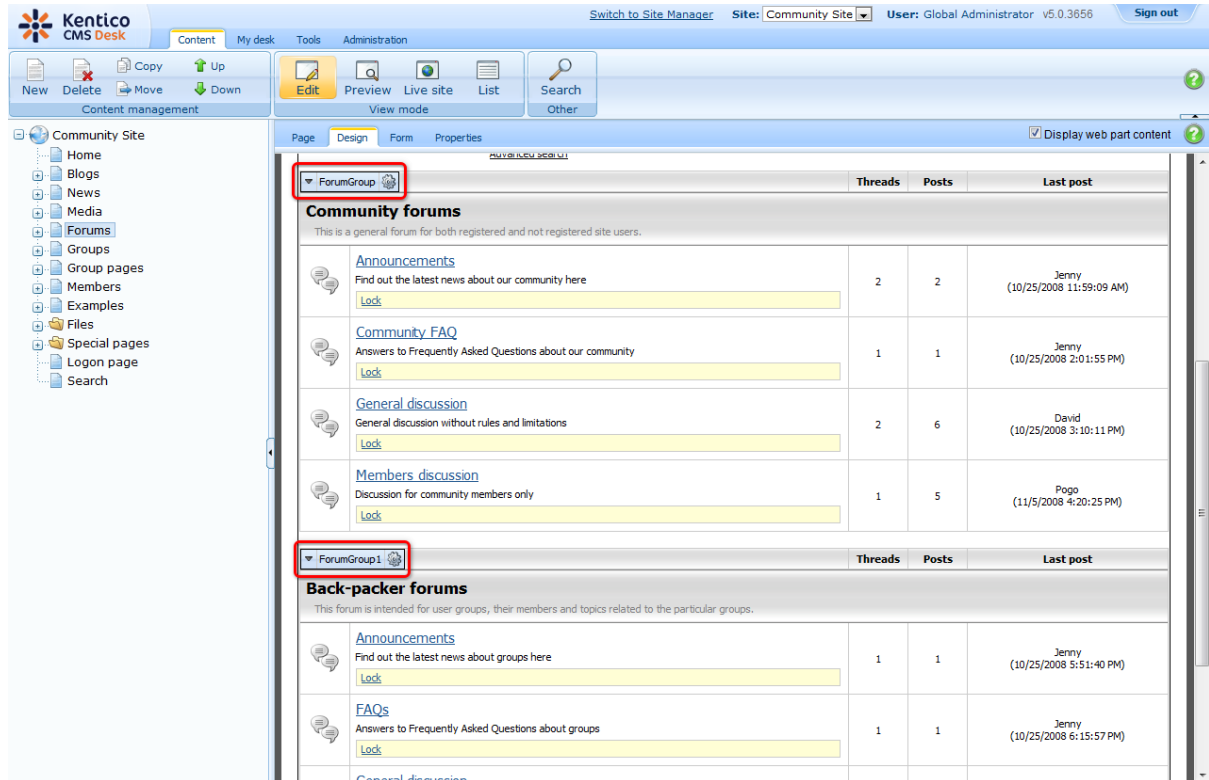 Kentico
CMS Desk
Switch to Site Manager Site: Community Site User: Global Administrator v5.0.3656 Sign out
Content My desk Tools Administration
New Delete Copy Move Up Down
Content management
Edit Preview Live site List
View mode
Search
Other
Community Site
Home
Blogs
News
Media
Forums
Groups
Group pages
Members
Examples
Files
Special pages
Logon page
Search
Page Design Form Properties Display web part content
Advanced search
ForumGroup Threads Posts Last post
Community forums
This is a general forum for both registered and not registered site users.
Announcements
Find out the latest news about our community here
Lock
2 2 Jenny
(10/25/2008 11:59:09 AM)
Community FAQ
Answers to Frequently Asked Questions about our community
Lock
1 1 Jenny
(10/25/2008 2:01:55 PM)
General discussion
General discussion without rules and limitations
Lock
2 6 David
(10/25/2008 3:10:11 PM)
Members discussion
Discussion for community members only
Lock
1 5 Pogo
(11/5/2008 4:20:25 PM)
ForumGroup1 Threads Posts Last post
Back-packer forums
This forum is intended for user groups, their members and topics related to the particular groups.
Announcements
Find out the latest news about groups here
Lock
1 1 Jenny
(10/25/2008 5:51:40 PM)
FAQs
Answers to Frequently Asked Questions about groups
Lock
1 1 Jenny
(10/25/2008 6:15:57 PM)
General discussion